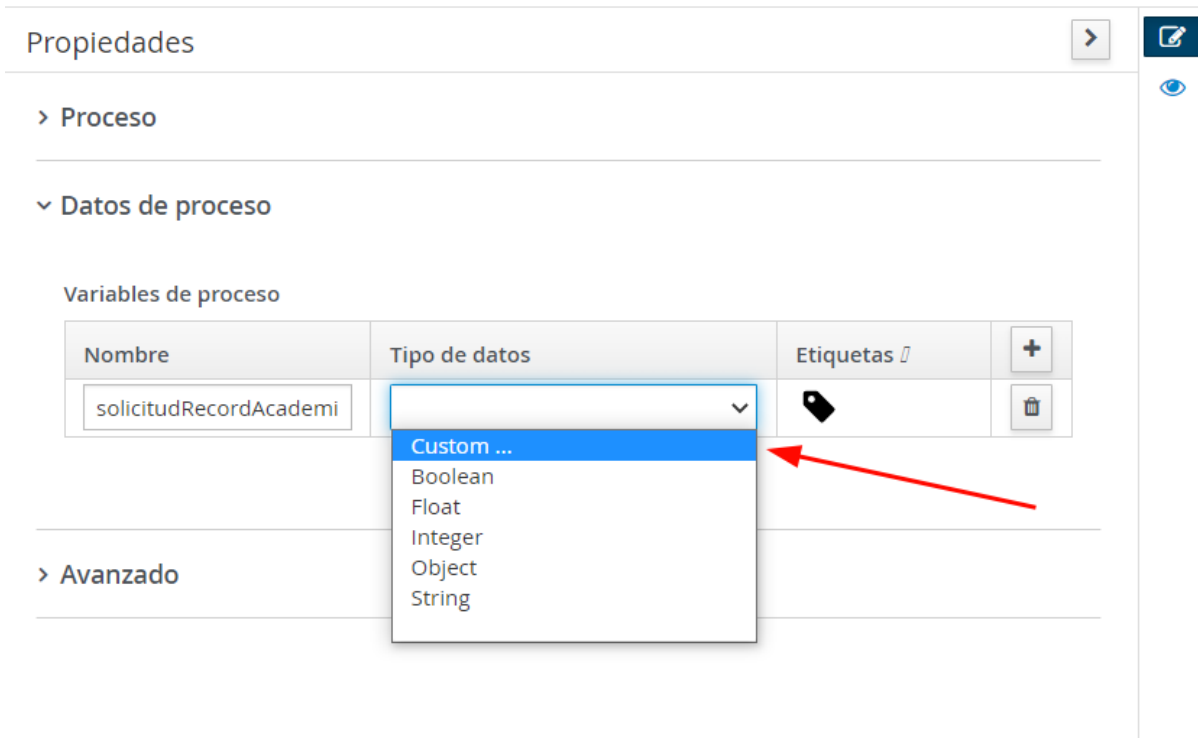 Propiedades
Proceso
Datos de proceso
Variables de proceso
Nombre Tipo de datos Etiquetas
solicitudRecordAcademi
Custom ...
Boolean
Float
Integer
Object
String
Avanzado